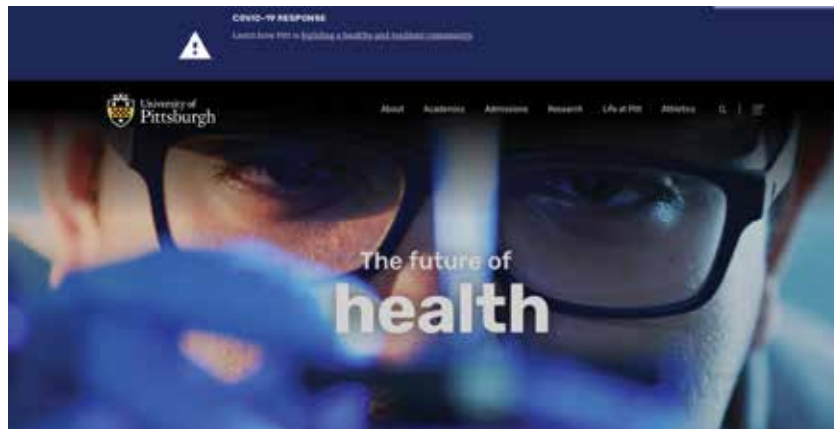 COVID-19 RESPONSE
Learn how Pitt is building a healthy and resilient community
University of
Pittsburgh
About Academics Admissions Research Life at Pitt Athletics
The future of
health